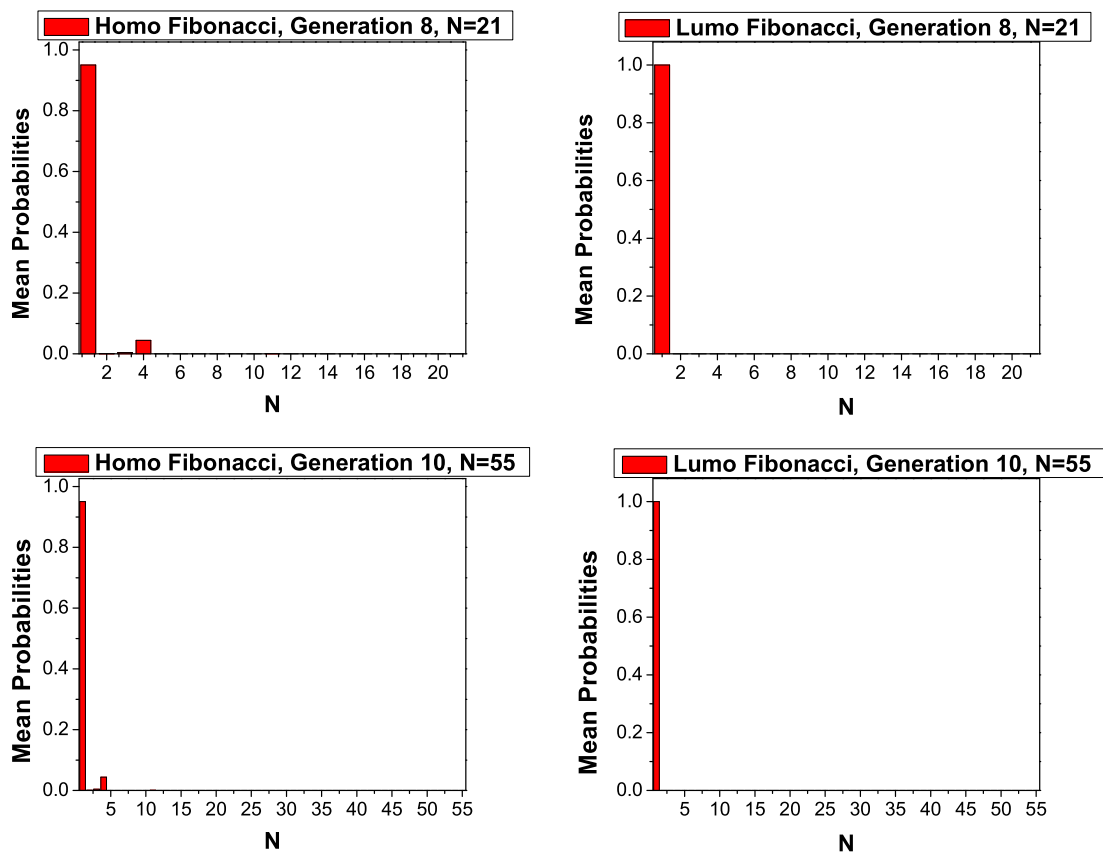 Homo Fibonacci, Generation 8, N=21
Mean Probabilities
1.0
0.8
0.6
0.4
0.2
0.0
2 4 6 8 10 12 14 16 18 20
N
Lumo Fibonacci, Generation 8, N=21
Mean Probabilities
1.0
0.8
0.6
0.4
0.2
0.0
2 4 6 8 10 12 14 16 18 20
N
Homo Fibonacci, Generation 10, N=55
Mean Probabilities
1.0
0.8
0.6
0.4
0.2
0.0
5 10 15 20 25 30 35 40 45 50 55
N
Lumo Fibonacci, Generation 10, N=55
Mean Probabilities
1.0
0.8
0.6
0.4
0.2
0.0
5 10 15 20 25 30 35 40 45 50 55
N